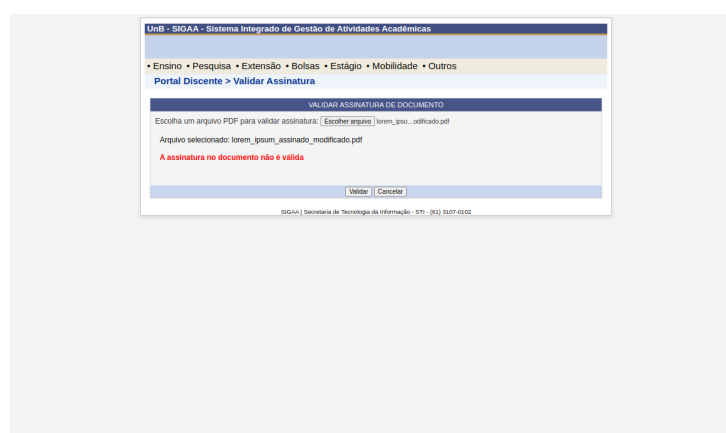 UnB - SIGAA - Sistema Integrado de Gestão de Atividades Acadêmicas
• Ensino • Pesquisa • Extensão • Bolsas • Estágio • Mobilidade • Outros
Portal Discente > Validar Assinatura
VALIDAR ASSINATURA DE DOCUMENTO
Escolha um arquivo PDF para validar assinatura: Escolher arquivo lorem_ipsu...odificado.pdf
Arquivo selecionado: lorem_ipsum_assinado_modificado.pdf
A assinatura no documento não é válida
Validar Cancelar
SIGAA | Secretaria de Tecnologia da Informação - STI - (61) 3107-0102